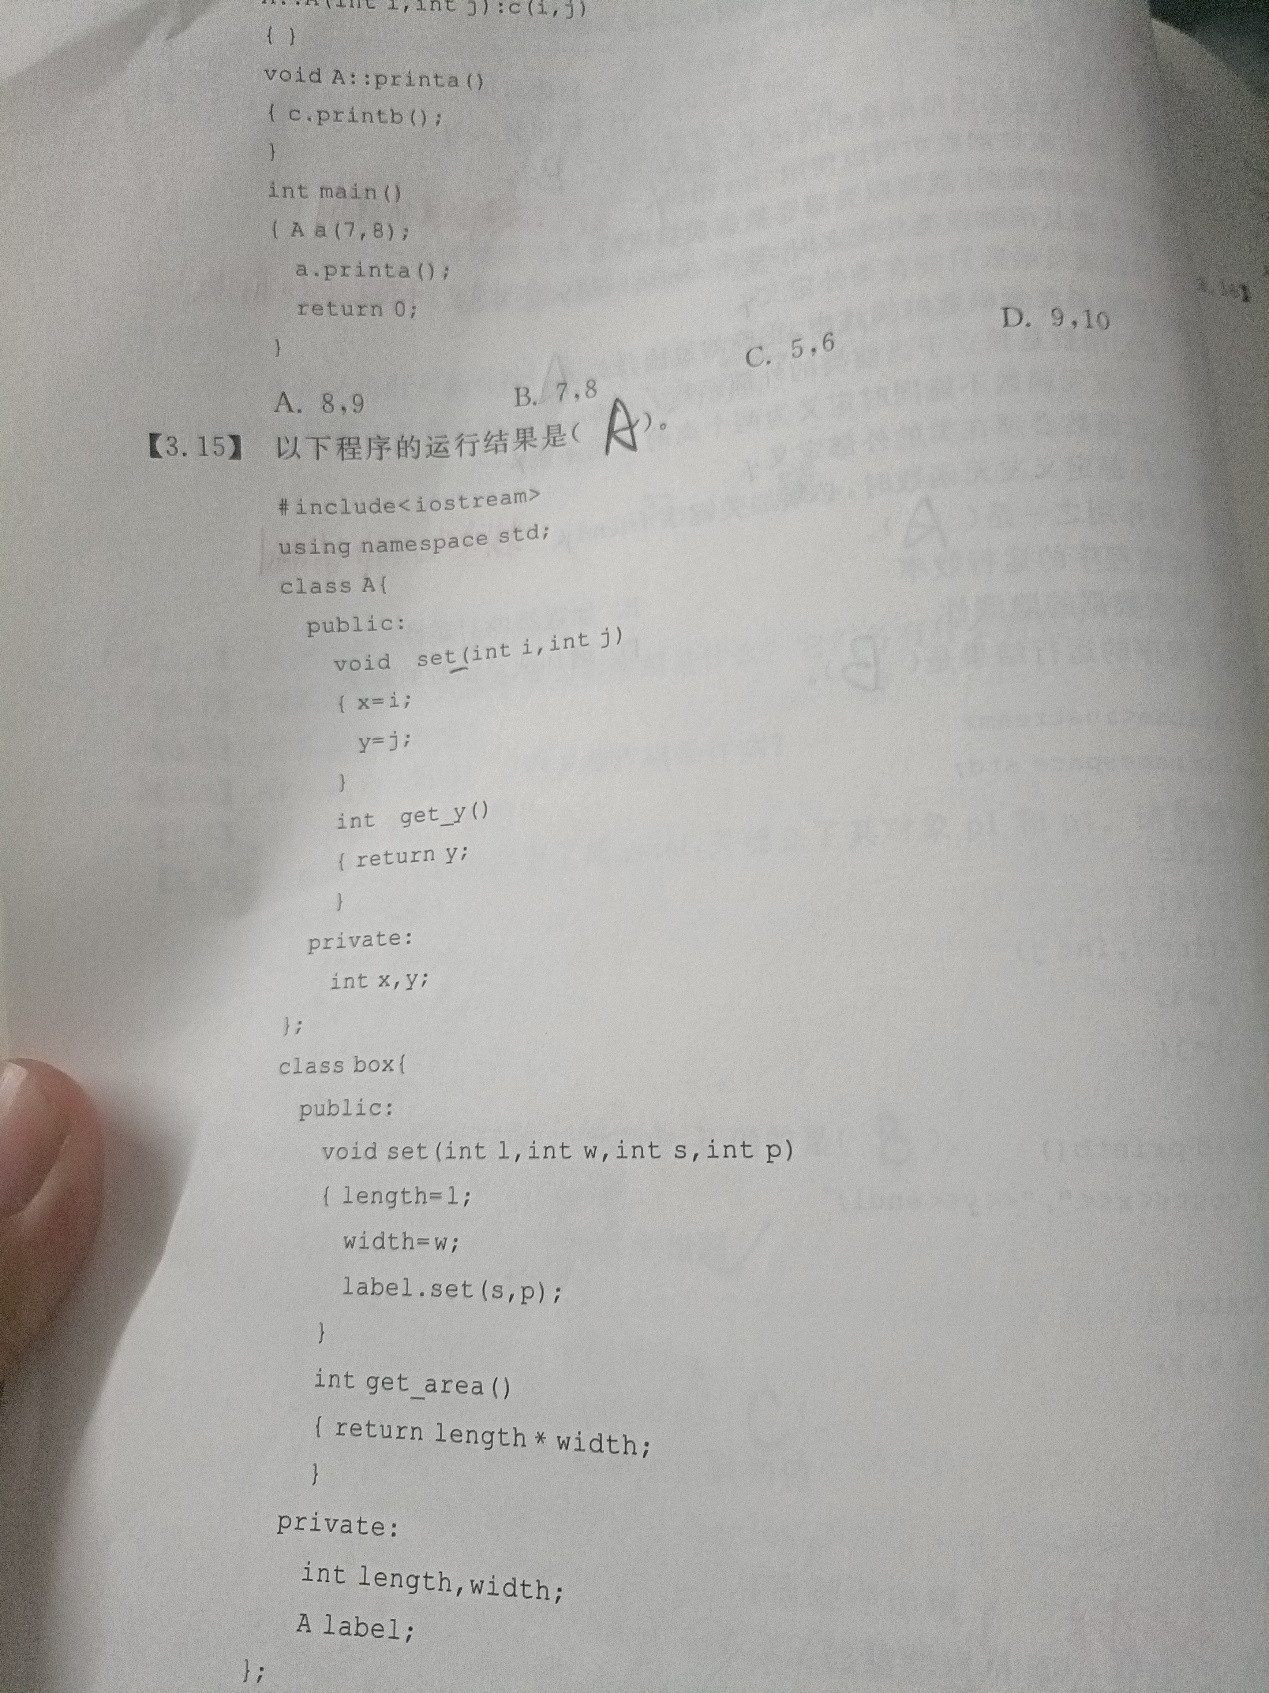 A::A(int i,int j):c(i,j)
{ }
void A::printa()
{ c.printb();
}
int main()
{ A a(7,8);
a.printa();
return 0;
}
A. 8,9 B. 7,8 C. 5,6 D. 9,10
【3.15】 以下程序的运行结果是( A )。
#include<iostream>
using namespace std;
class A{
public:
void set(int i,int j)
{ x=i;
y=j;
}
int get_y()
{ return y;
}
private:
int x,y;
};
class box{
public:
void set(int l,int w,int s,int p)
{ length=l;
width=w;
label.set(s,p);
}
int get_area()
{ return length*width;
}
private:
int length,width;
A label;
};